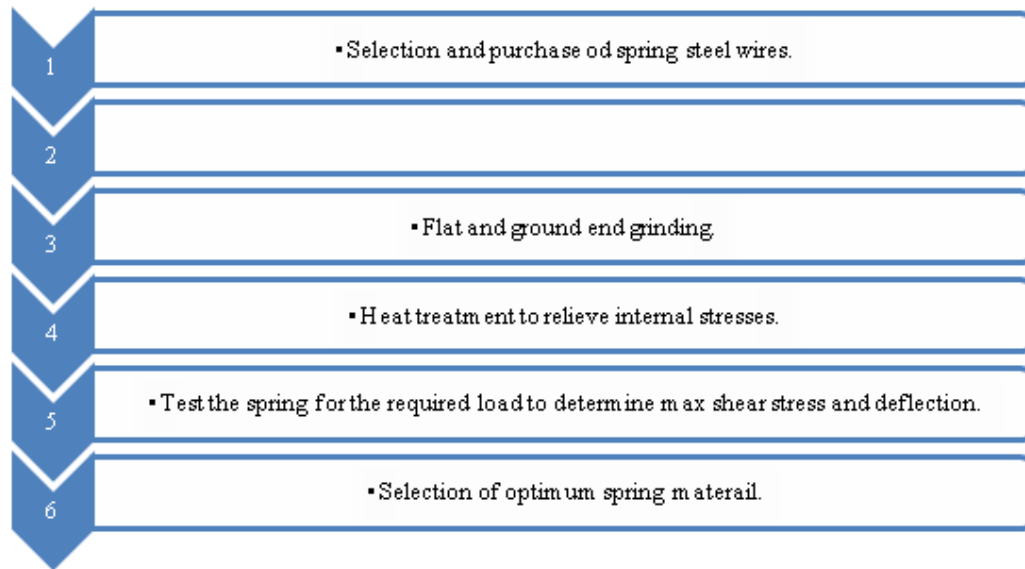 1
▪Selection and purchase od spring steel wires.
2
3
▪Flat and ground end grinding.
4
▪Heat treatment to relieve internal stresses.
5
▪Test the spring for the required load to determine max shear stress and deflection.
6
▪Selection of optimum spring materail.